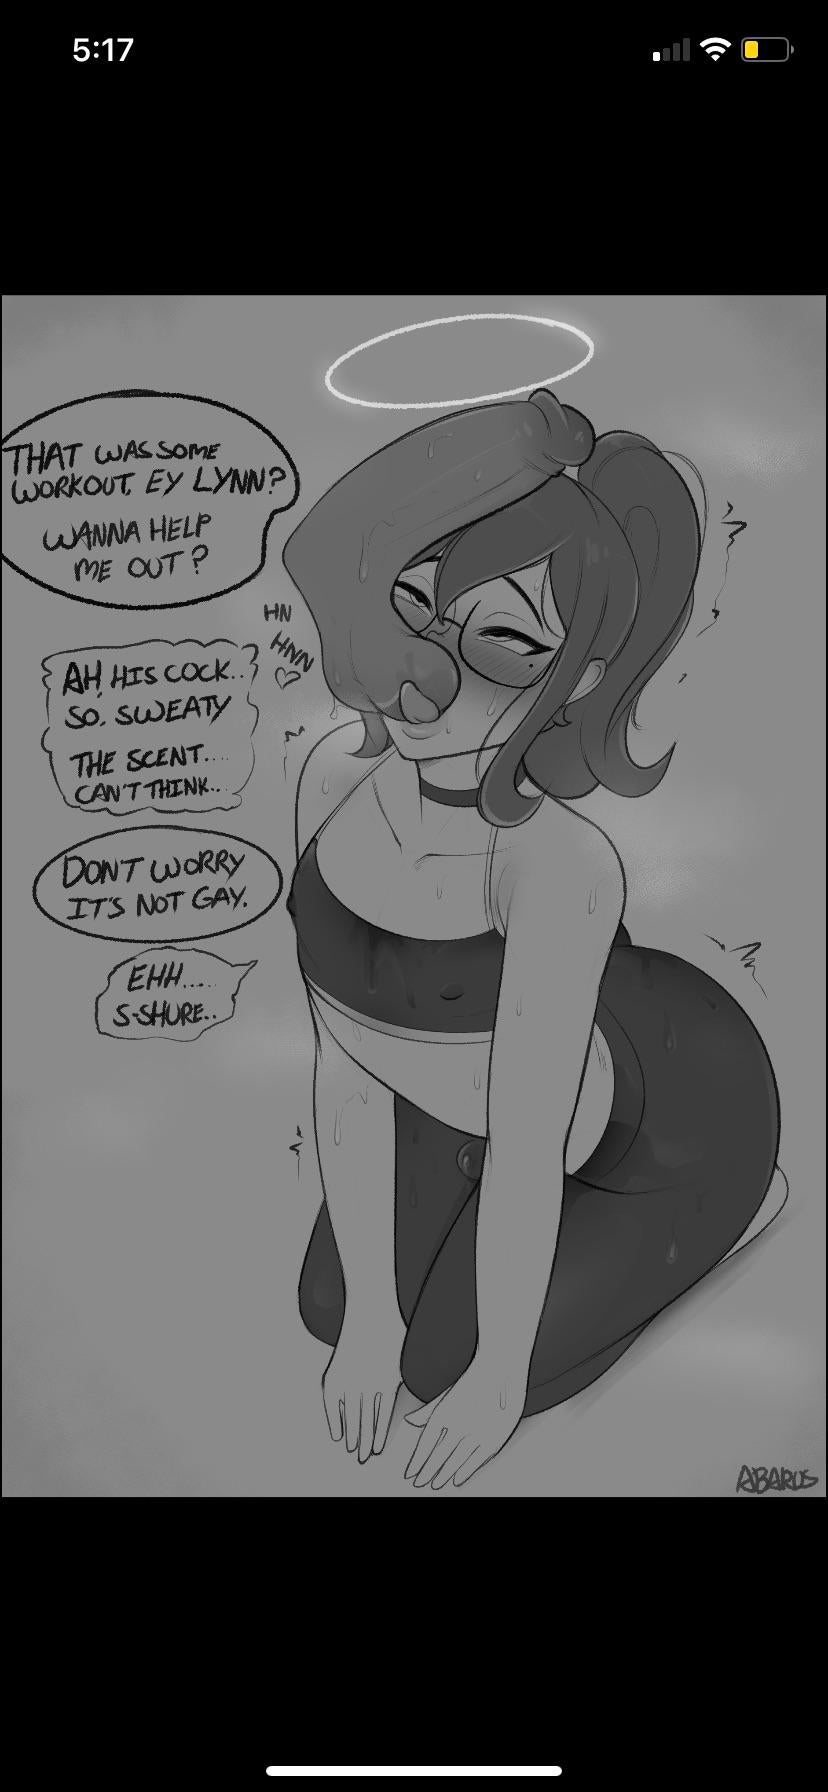 5:17
THAT WAS SOME
WORKOUT, EY LYNN?
WANNA HELP
ME OUT?
HN
HNN
AH, HIS COCK..
SO. SWEATY
THE SCENT....
CAN'T THINK...
DON'T WORRY
IT'S NOT GAY.
EHH.....
S-SHURE..
ABARUS